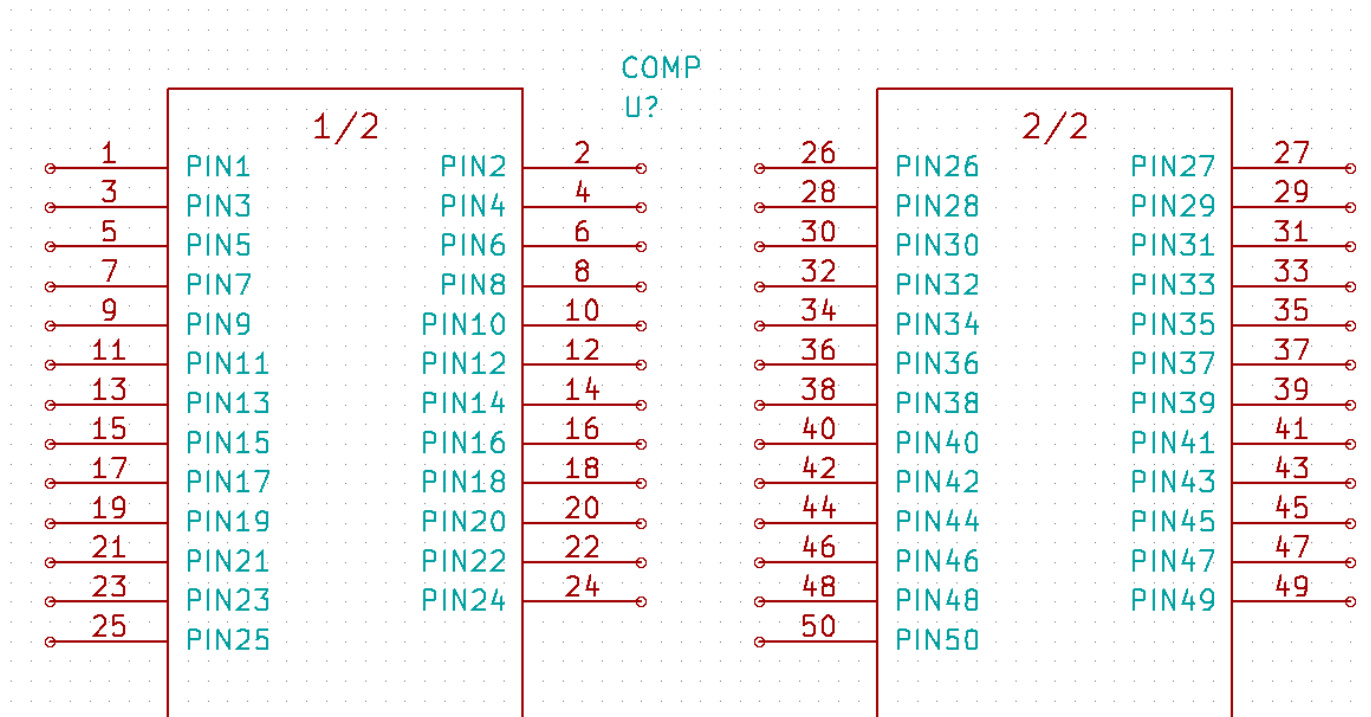 COMP
U?
1/2
1 PIN1 PIN2 2
3 PIN3 PIN4 4
5 PIN5 PIN6 6
7 PIN7 PIN8 8
9 PIN9 PIN10 10
11 PIN11 PIN12 12
13 PIN13 PIN14 14
15 PIN15 PIN16 16
17 PIN17 PIN18 18
19 PIN19 PIN20 20
21 PIN21 PIN22 22
23 PIN23 PIN24 24
25 PIN25
2/2
26 PIN26 PIN27 27
28 PIN28 PIN29 29
30 PIN30 PIN31 31
32 PIN32 PIN33 33
34 PIN34 PIN35 35
36 PIN36 PIN37 37
38 PIN38 PIN39 39
40 PIN40 PIN41 41
42 PIN42 PIN43 43
44 PIN44 PIN45 45
46 PIN46 PIN47 47
48 PIN48 PIN49 49
50 PIN50